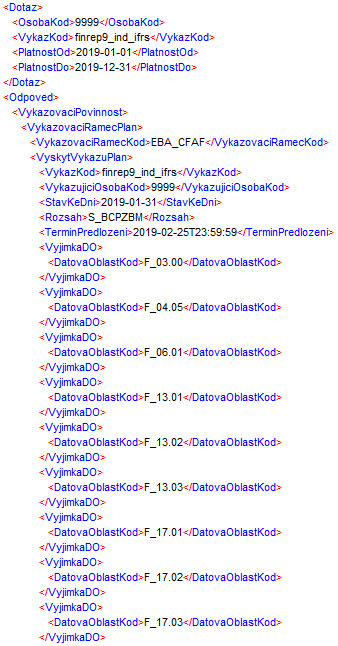 <Dotaz>
<OsobaKod>9999</OsobaKod>
<VykazKod>finrep9_ind_ifrs</VykazKod>
<PlatnostOd>2019-01-01</PlatnostOd>
<PlatnostDo>2019-12-31</PlatnostDo>
</Dotaz>
<Odpoved>
<VykazovaciPovinnost>
<VykazovaciRamecPlan>
<VykazovaciRamecKod>EBA_CFAF</VykazovaciRamecKod>
<VyskytVykazuPlan>
<VykazKod>finrep9_ind_ifrs</VykazKod>
<VykazujiciOsobaKod>9999</VykazujiciOsobaKod>
<StavKeDni>2019-01-31</StavKeDni>
<Rozsah>S_BCPZBM</Rozsah>
<TerminPredlozeni>2019-02-25T23:59:59</TerminPredlozeni>
<VyjimkaDO>
<DatovaOblastKod>F_03.00</DatovaOblastKod>
</VyjimkaDO>
<VyjimkaDO>
<DatovaOblastKod>F_04.05</DatovaOblastKod>
</VyjimkaDO>
<VyjimkaDO>
<DatovaOblastKod>F_06.01</DatovaOblastKod>
</VyjimkaDO>
<VyjimkaDO>
<DatovaOblastKod>F_13.01</DatovaOblastKod>
</VyjimkaDO>
<VyjimkaDO>
<DatovaOblastKod>F_13.02</DatovaOblastKod>
</VyjimkaDO>
<VyjimkaDO>
<DatovaOblastKod>F_13.03</DatovaOblastKod>
</VyjimkaDO>
<VyjimkaDO>
<DatovaOblastKod>F_17.01</DatovaOblastKod>
</VyjimkaDO>
<VyjimkaDO>
<DatovaOblastKod>F_17.02</DatovaOblastKod>
</VyjimkaDO>
<VyjimkaDO>
<DatovaOblastKod>F_17.03</DatovaOblastKod>
</VyjimkaDO>